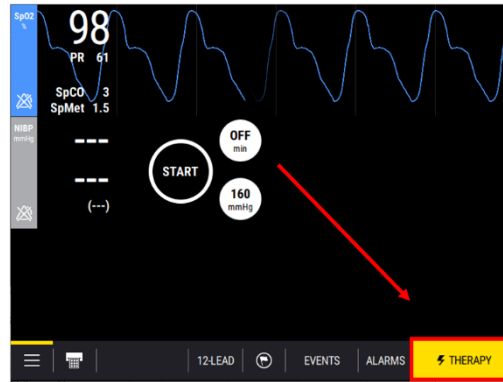 SpO2
%
98
PR 61
SpCO 3
SpMet 1.5
NIBP
mmHg
---
---
(---)
START
OFF
min
160
mmHg
12-LEAD
EVENTS
ALARMS
THERAPY